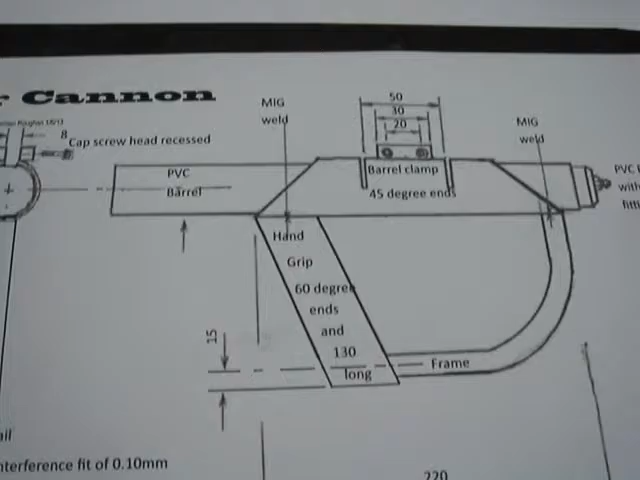 r Cannon
MIG
weld
50
30
20
MIG
weld
8
Cap screw head recessed
PVC
Barrel
Barrel clamp
45 degree ends
PVC
with
fitti
Hand
Grip
60 degree
ends
and
130
long
15
Frame
ail
nterference fit of 0.10mm
220